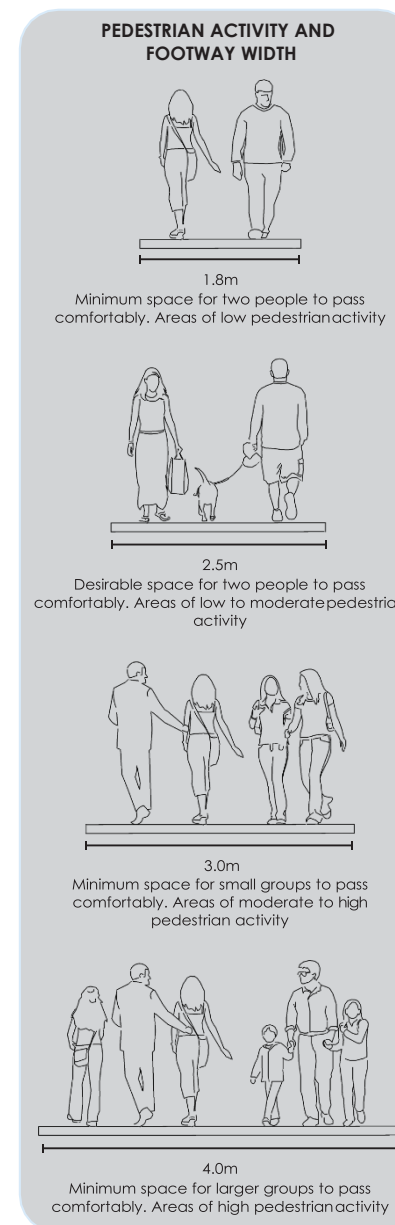 PEDESTRIAN ACTIVITY AND
FOOTWAY WIDTH
1.8m
Minimum space for two people to pass
comfortably. Areas of low pedestrianactivity
2.5m
Desirable space for two people to pass
comfortably. Areas of low to moderatepedestria
activity
3.0m
Minimum space for small groups to pass
comfortably. Areas of moderate to high
pedestrian activity
4.0m
Minimum space for larger groups to pass
comfortably. Areas of high pedestrianactivity